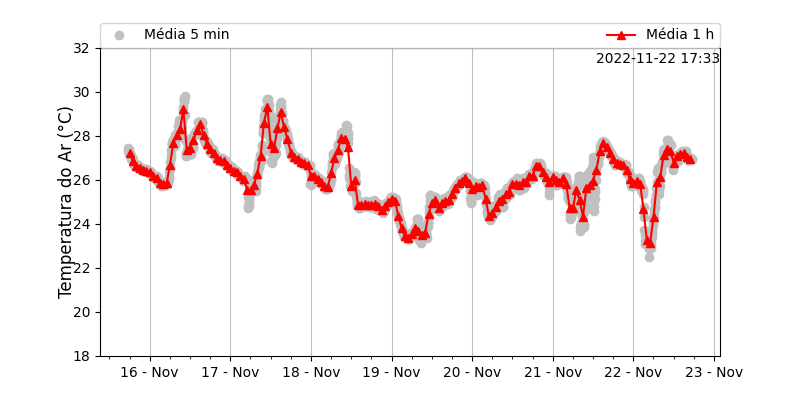 Média 5 min
Média 1 h
2022-11-22 17:33
Temperatura do Ar (°C)
32
30
28
26
24
22
20
18
16 - Nov
17 - Nov
18 - Nov
19 - Nov
20 - Nov
21 - Nov
22 - Nov
23 - Nov